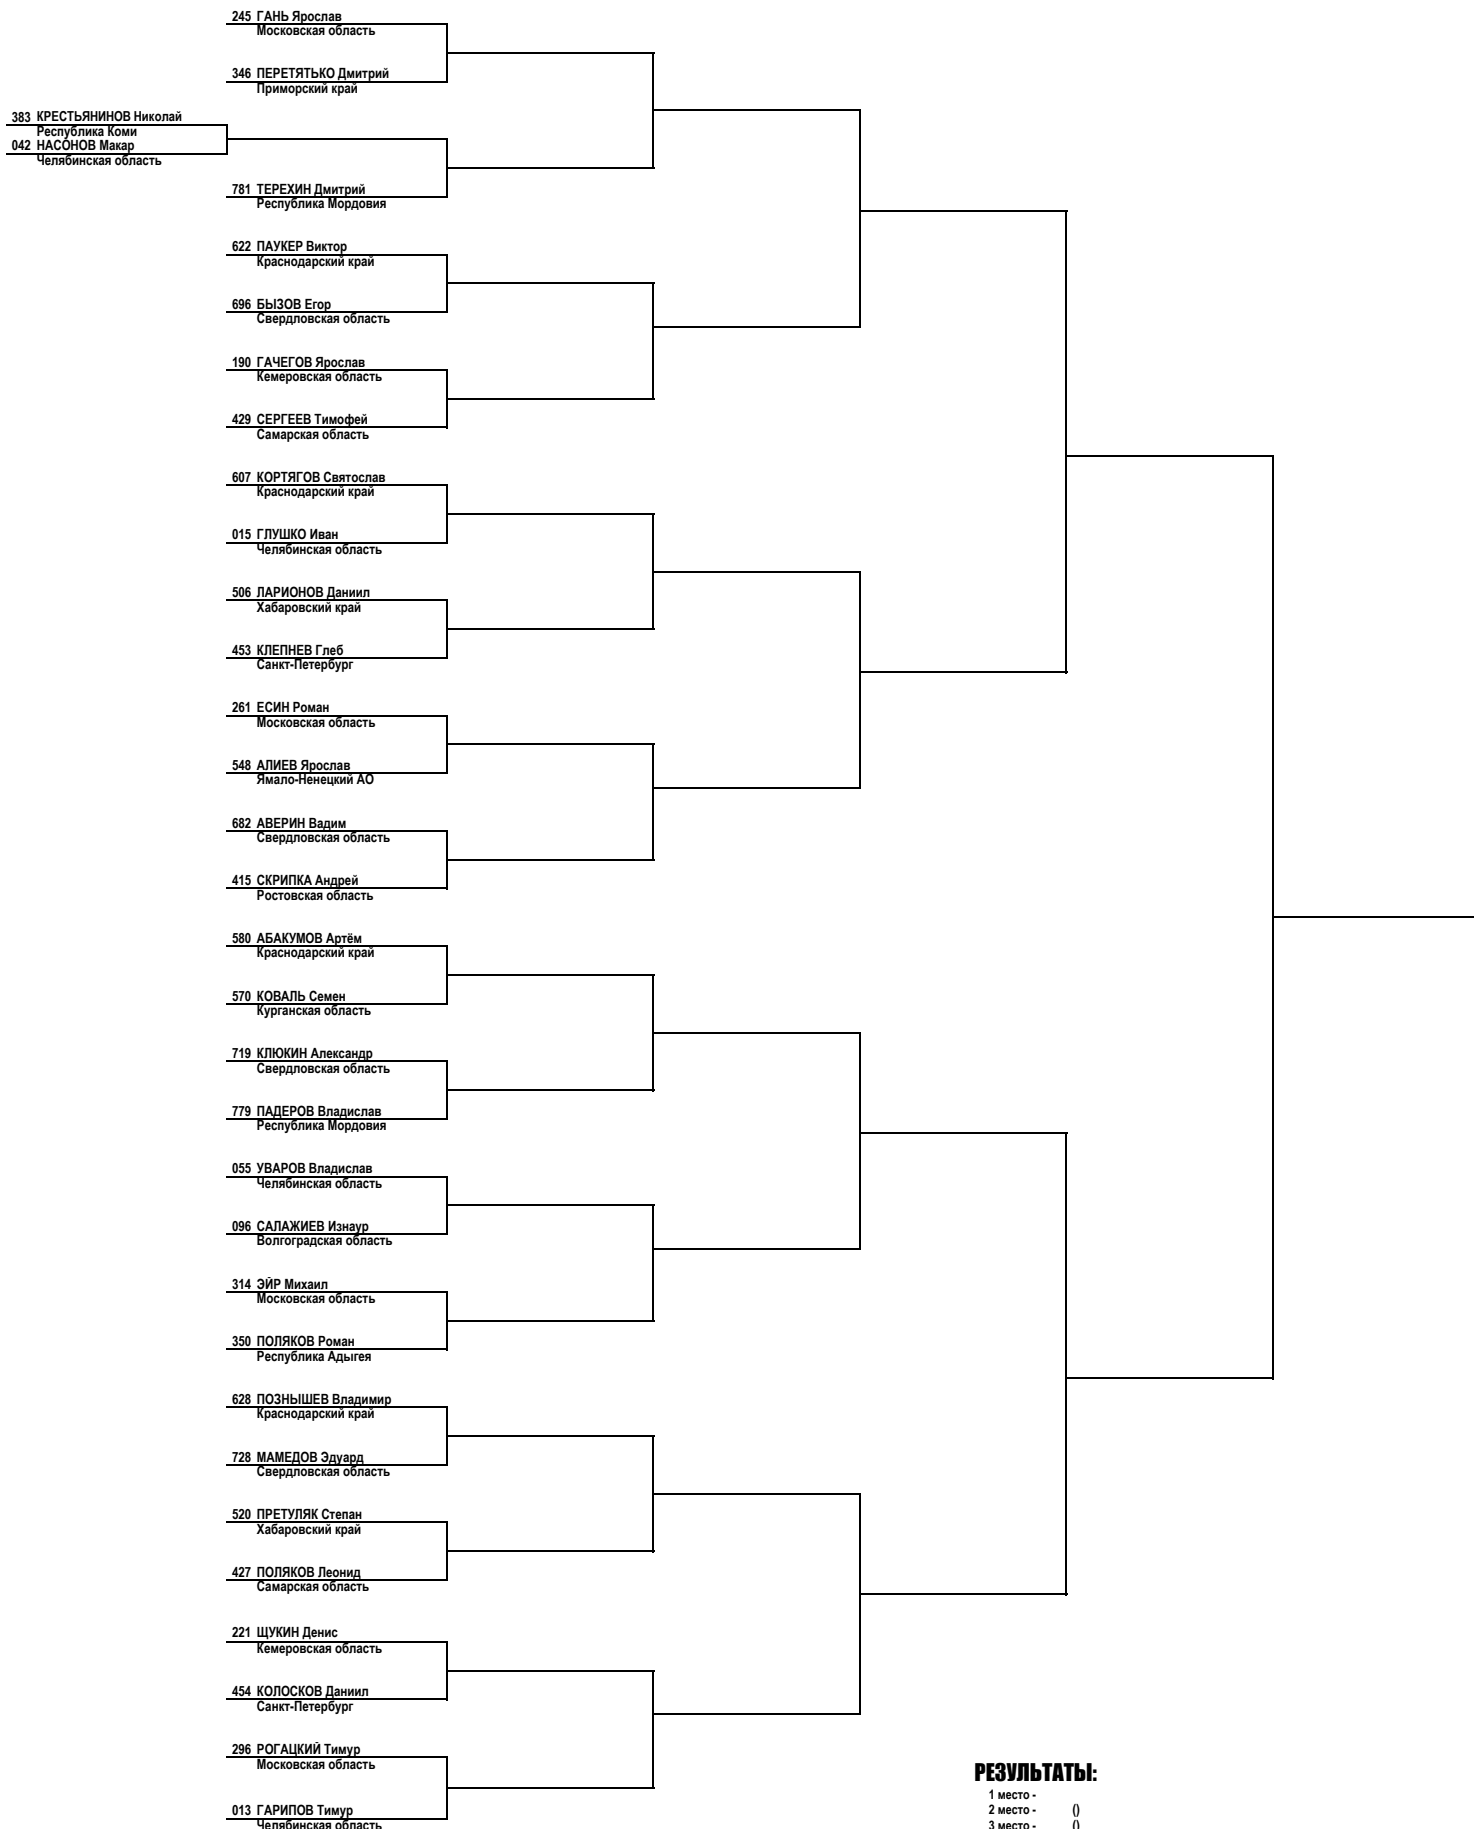 245 ГАНЬ Ярослав
Московская область
346 ПЕРЕТЯТЬКО Дмитрий
Приморский край
383 КРЕСТЬЯНИНОВ Николай
Республика Коми
042 НАСОНОВ Макар
Челябинская область
781 ТЕРЕХИН Дмитрий
Республика Мордовия
622 ПАУКЕР Виктор
Краснодарский край
696 БЫЗОВ Егор
Свердловская область
190 ГАЧЕГОВ Ярослав
Кемеровская область
429 СЕРГЕЕВ Тимофей
Самарская область
607 КОРТЯГОВ Святослав
Краснодарский край
015 ГЛУШКО Иван
Челябинская область
506 ЛАРИОНОВ Даниил
Хабаровский край
453 КЛЕПНЕВ Глеб
Санкт-Петербург
261 ЕСИН Роман
Московская область
548 АЛИЕВ Ярослав
Ямало-Ненецкий АО
682 АВЕРИН Вадим
Свердловская область
415 СКРИПКА Андрей
Ростовская область
580 АБАКУМОВ Артём
Краснодарский край
570 КОВАЛЬ Семен
Курганская область
719 КЛЮКИН Александр
Свердловская область
779 ПАДЕРОВ Владислав
Республика Мордовия
055 УВАРОВ Владислав
Челябинская область
096 САЛАЖИЕВ Изнаур
Волгоградская область
314 ЭЙР Михаил
Московская область
350 ПОЛЯКОВ Роман
Республика Адыгея
628 ПОЗНЫШЕВ Владимир
Краснодарский край
728 МАМЕДОВ Эдуард
Свердловская область
520 ПРЕТУЛЯК Степан
Хабаровский край
427 ПОЛЯКОВ Леонид
Самарская область
221 ЩУКИН Денис
Кемеровская область
454 КОЛОСКОВ Даниил
Санкт-Петербург
296 РОГАЦКИЙ Тимур
Московская область
013 ГАРИПОВ Тимур
Челябинская область
РЕЗУЛЬТАТЫ:
1 место -
2 место - ()
3 место - ()